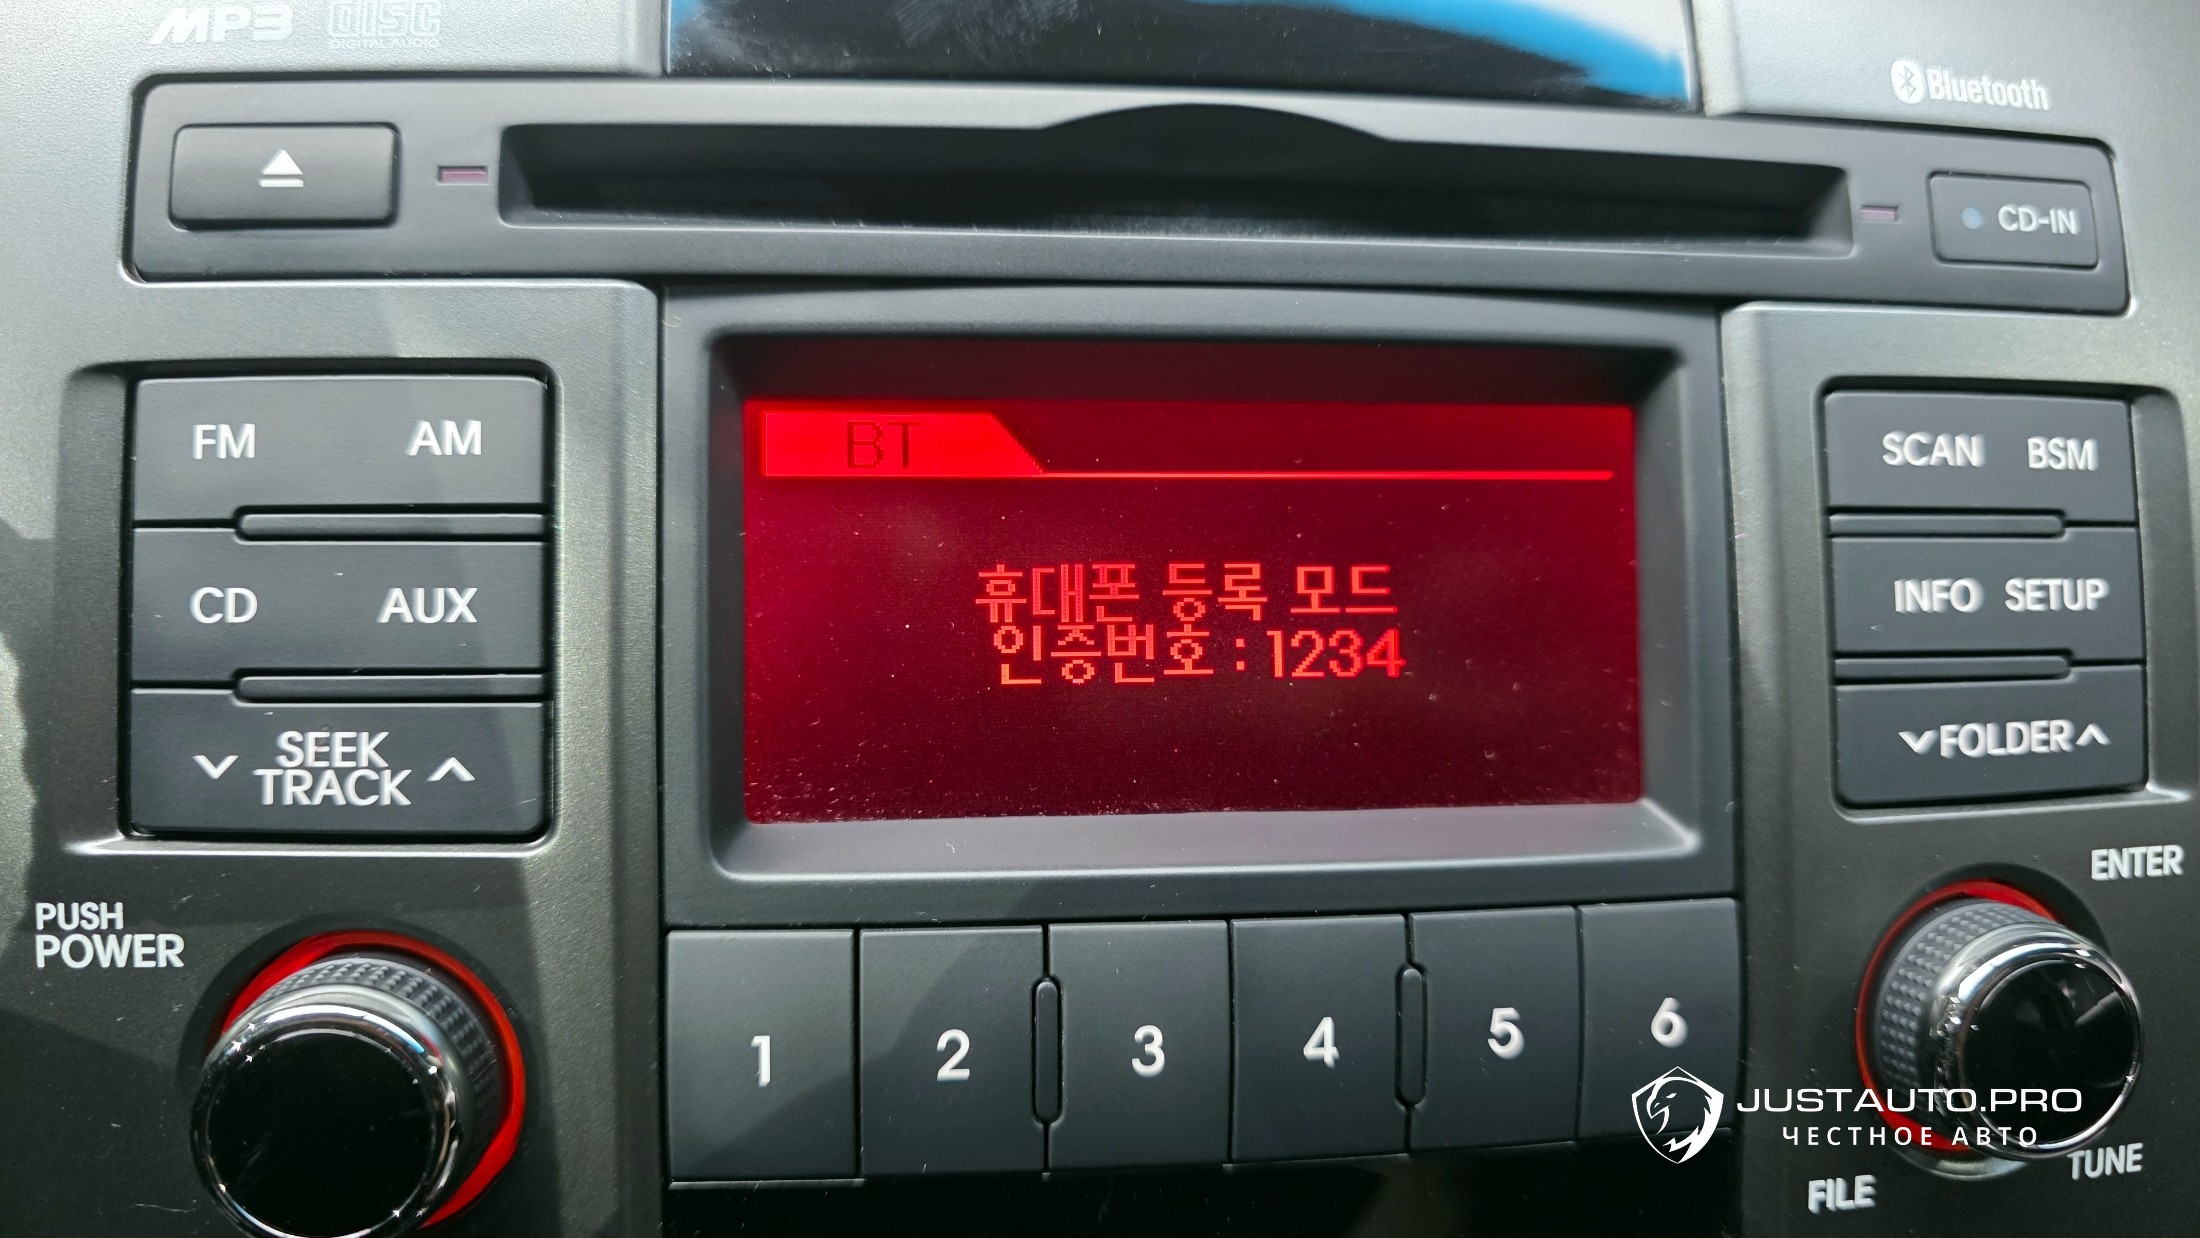 MP3 disc
DIGITAL AUDIO
Bluetooth
CD-IN
FM AM
CD AUX
SEEK
TRACK
PUSH
POWER
BT
휴대폰 등록 모드
인증번호 : 1234
SCAN BSM
INFO SETUP
FOLDER
ENTER
1 2 3 4 5 6
JUSTAUTO.PRO
ЧЕСТНОЕ АВТО
TUNE
FILE